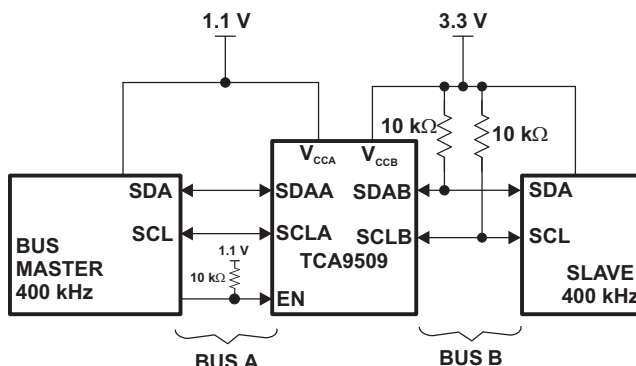 1.1 V
3.3 V
10 kΩ
10 kΩ
VCCA
VCCB
SDA
SDAA
SDAB
SDA
BUS
MASTER
400 kHz
SCL
SCLA
SCLB
SCL
TCA9509
1.1 V
10 kΩ
EN
SLAVE
400 kHz
BUS A
BUS B